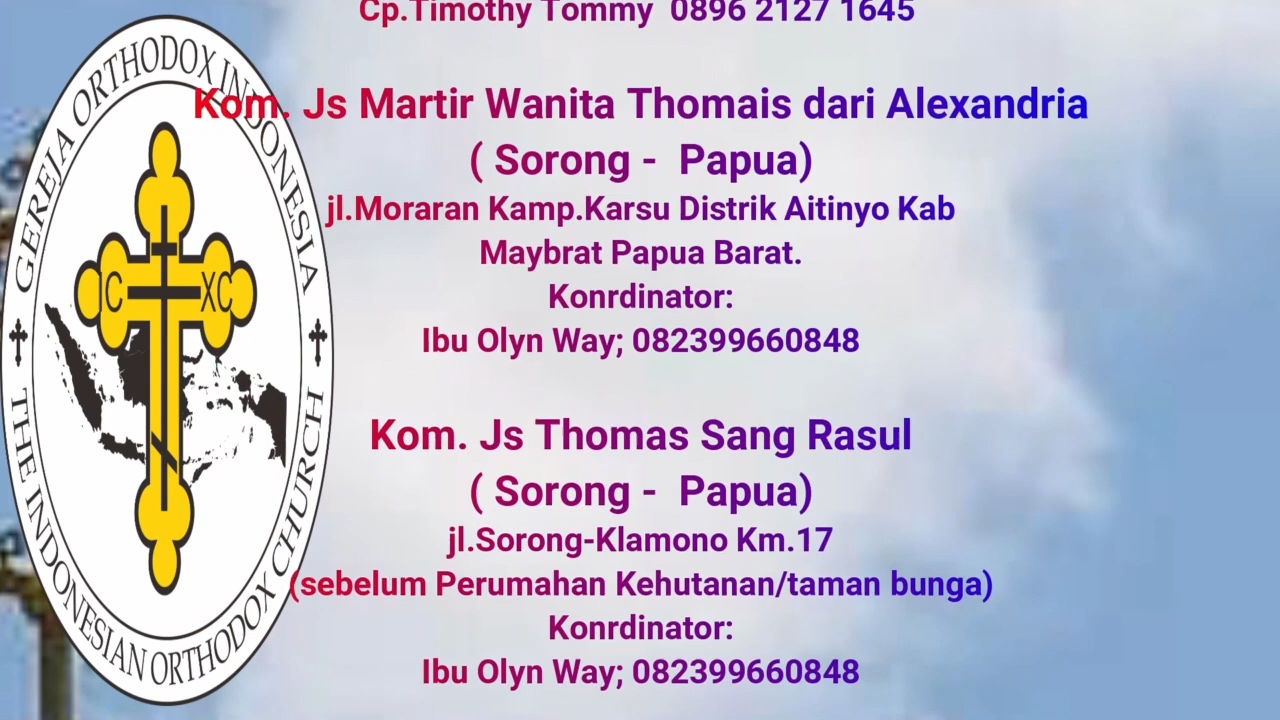 Cp.Timothy Tommy 0896 2127 1645
Kom. Js Martir Wanita Thomais dari Alexandria
( Sorong - Papua)
jl.Moraran Kamp.Karsu Distrik Aitinyo Kab
Maybrat Papua Barat.
Konrdinator:
Ibu Olyn Way; 082399660848
Kom. Js Thomas Sang Rasul
( Sorong - Papua)
jl.Sorong-Klamono Km.17
(sebelum Perumahan Kehutanan/taman bunga)
Konrdinator:
Ibu Olyn Way; 082399660848
GEREJA ORTHODOX INDONESIA
THE INDONESIAN ORTHODOX CHURCH
IC XC